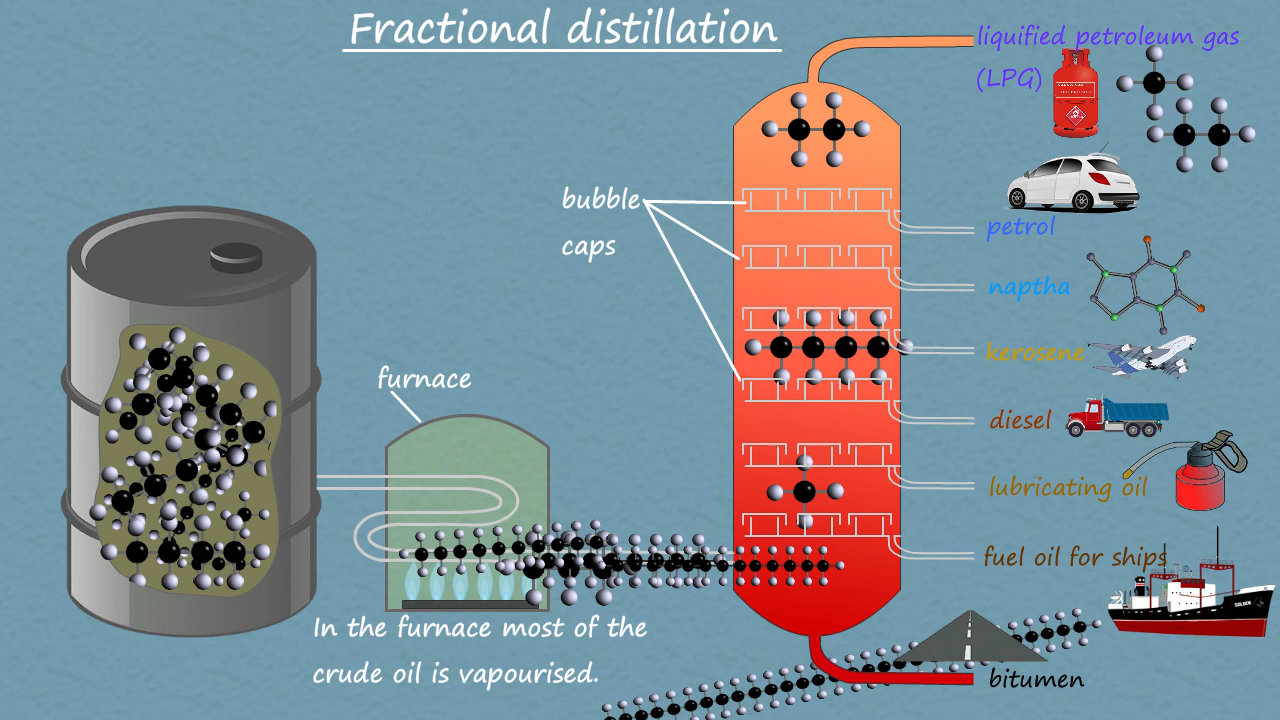 Fractional distillation
liquified petroleum gas
(LPG)
bubble
caps
petrol
naptha
kerosene
furnace
diesel
lubricating oil
fuel oil for ships
In the furnace most of the
crude oil is vapourised.
bitumen